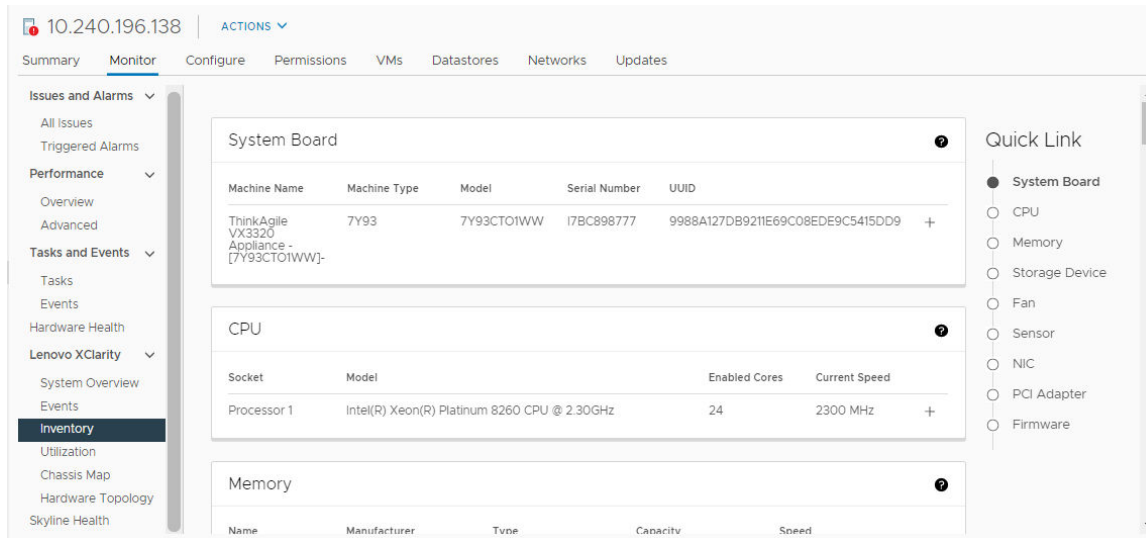 10.240.196.138 ACTIONS
Summary Monitor Configure Permissions VMs Datastores Networks Updates
Issues and Alarms
All Issues
Triggered Alarms
Performance
Overview
Advanced
Tasks and Events
Tasks
Events
Hardware Health
Lenovo XClarity
System Overview
Events
Inventory
Utilization
Chassis Map
Hardware Topology
Skyline Health
System Board
Machine Name Machine Type Model Serial Number UUID
ThinkAgile 7Y93 7Y93CTO1WW I7BC898777 9988A127DB9211E69C08EDE9C5415DD9 +
VX3320
Appliance -
[7Y93CTO1WW]-
CPU
Socket Model Enabled Cores Current Speed
Processor 1 Intel(R) Xeon(R) Platinum 8260 CPU @ 2.30GHz 24 2300 MHz +
Memory
Name Manufacturer Type Capacity Speed
Quick Link
System Board
CPU
Memory
Storage Device
Fan
Sensor
NIC
PCI Adapter
Firmware